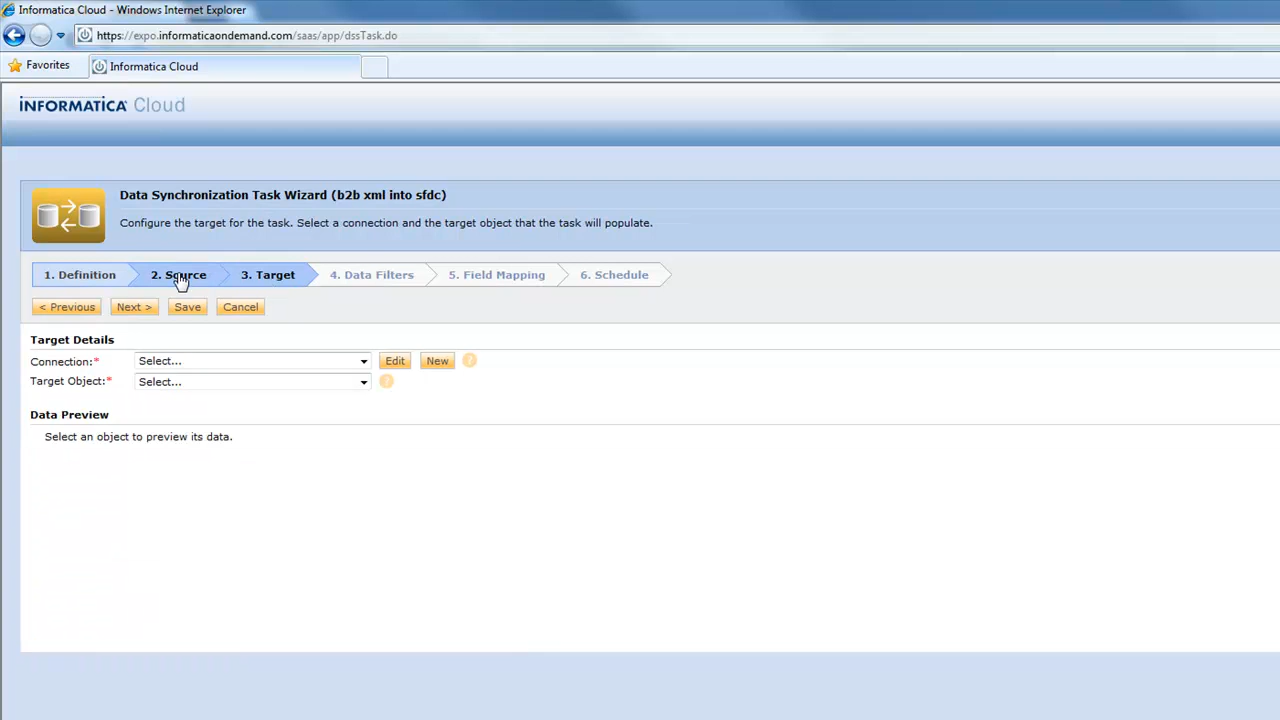 Informatica Cloud - Windows Internet Explorer
https://expo.informaticaondemand.com/saas/app/dssTask.do
Favorites
Informatica Cloud
INFORMATICA Cloud
Data Synchronization Task Wizard (b2b xml into sfdc)
Configure the target for the task. Select a connection and the target object that the task will populate.
1. Definition 2. Source 3. Target 4. Data Filters 5. Field Mapping 6. Schedule
< Previous Next > Save Cancel
Target Details
Connection:* Select... Edit New ?
Target Object:* Select... ?
Data Preview
Select an object to preview its data.